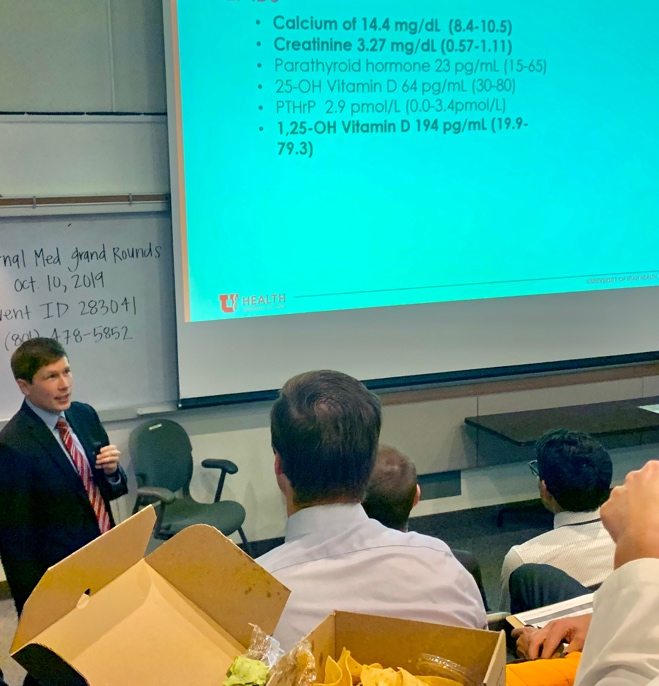 • Calcium of 14.4 mg/dL (8.4-10.5)
• Creatinine 3.27 mg/dL (0.57-1.11)
• Parathyroid hormone 23 pg/mL (15-65)
• 25-OH Vitamin D 64 pg/mL (30-80)
• PTHrP 2.9 pmol/L (0.0-3.4pmol/L)
• 1,25-OH Vitamin D 194 pg/mL (19.9-
79.3)
U HEALTH
rnal Med grand Rounds
Oct 10, 2019
vent ID 283041
(801) 478-5852